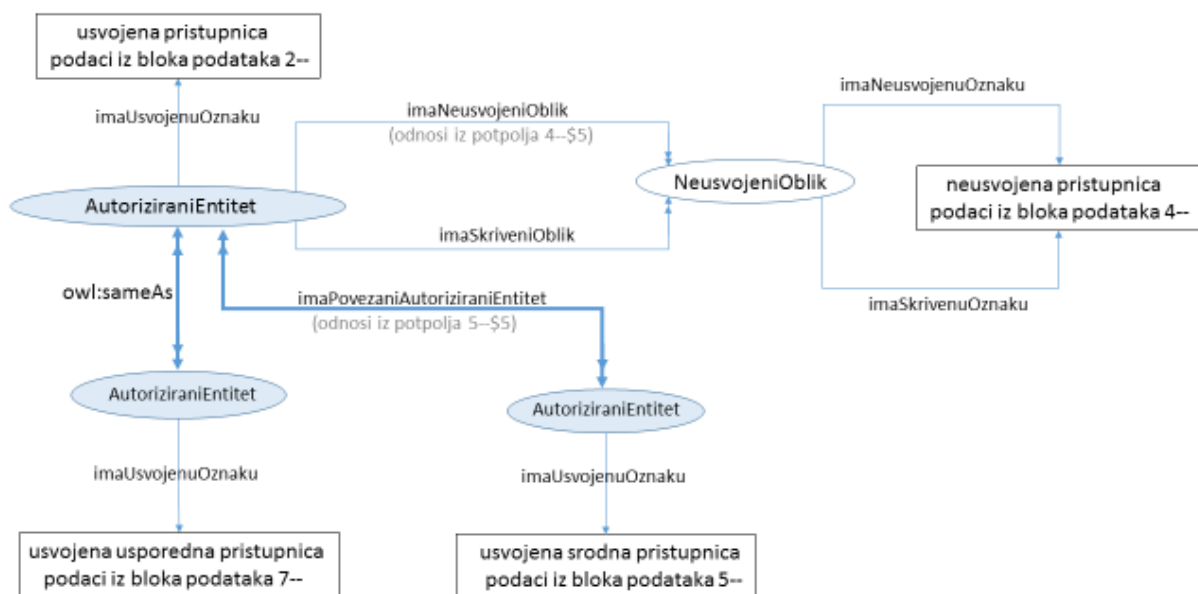 usvojena pristupnica
podaci iz bloka podataka 2--
imaUsvojenuOznaku
imaNeusvojeniOblik
(odnosi iz potpolja 4--$5)
imaNeusvojenuOznaku
AutoriziraniEntitet
NeusvojeniOblik
neusvojena pristupnica
podaci iz bloka podataka 4--
imaSkriveniOblik
imaSkrivenuOznaku
owl:sameAs
imaPovezaniAutoriziraniEntitet
(odnosi iz potpolja 5--$5)
AutoriziraniEntitet
AutoriziraniEntitet
imaUsvojenuOznaku
imaUsvojenuOznaku
usvojena usporedna pristupnica
podaci iz bloka podataka 7--
usvojena srodna pristupnica
podaci iz bloka podataka 5--